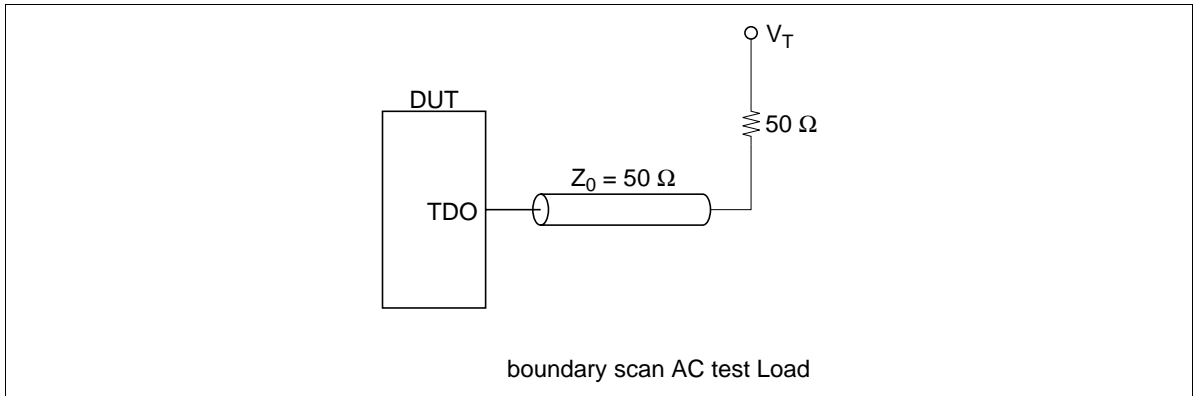 V_T
DUT
50 Ω
Z_0 = 50 Ω
TDO
boundary scan AC test Load